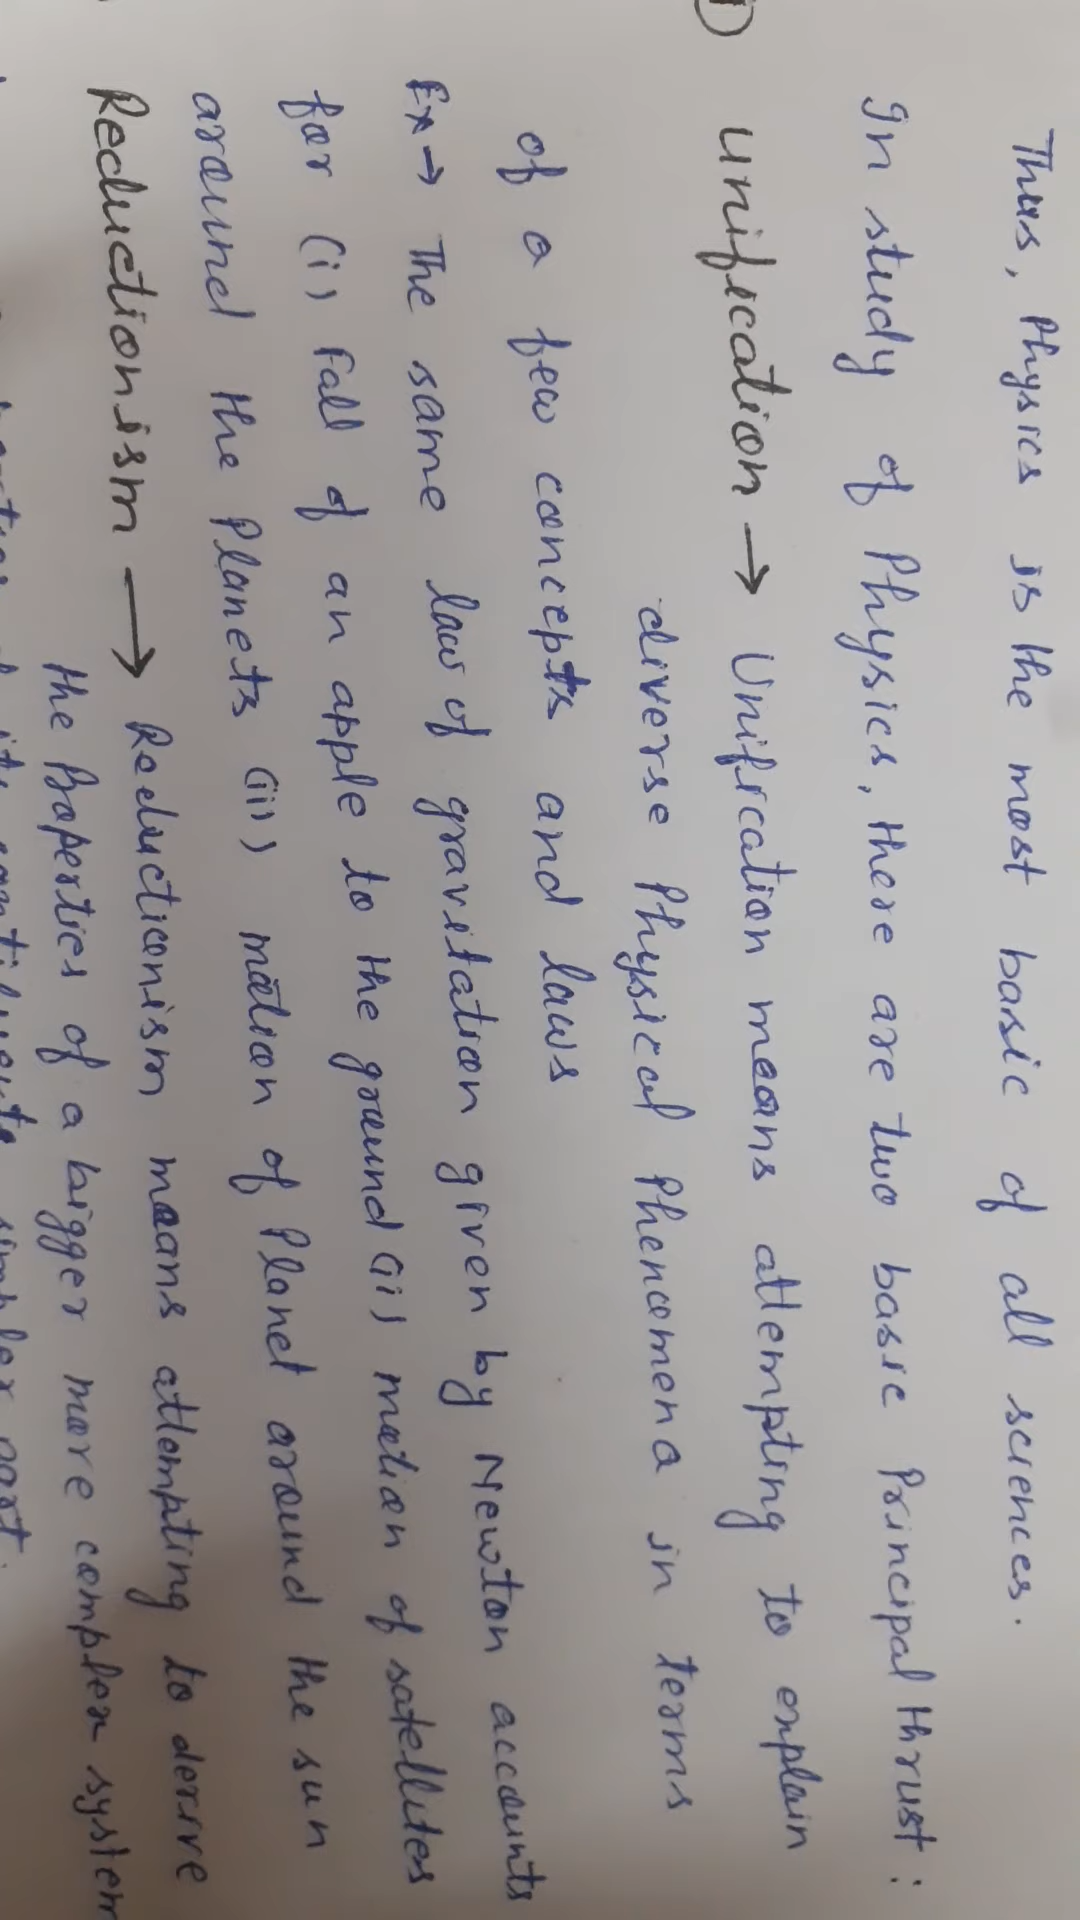 Thus, Physics is the most basic of all sciences.
In study of Physics, there are two basic Principal thrust:
Unification → Unification means attempting to explain
diverse Physical Phenomena in terms
of a few concepts and laws
Ex → The same law of gravitation given by Newton accounts
for (i) Fall of an apple to the ground (ii) motion of satellites
around the Planets (iii) motion of Planet around the sun
Reductionism → Reductionism means attempting to derive
the Properties of a bigger more complex system